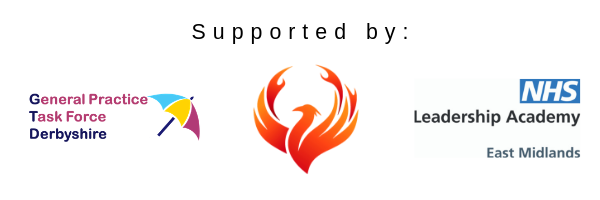 Supported by:
General Practice
Task Force
Derbyshire
NHS
Leadership Academy
East Midlands